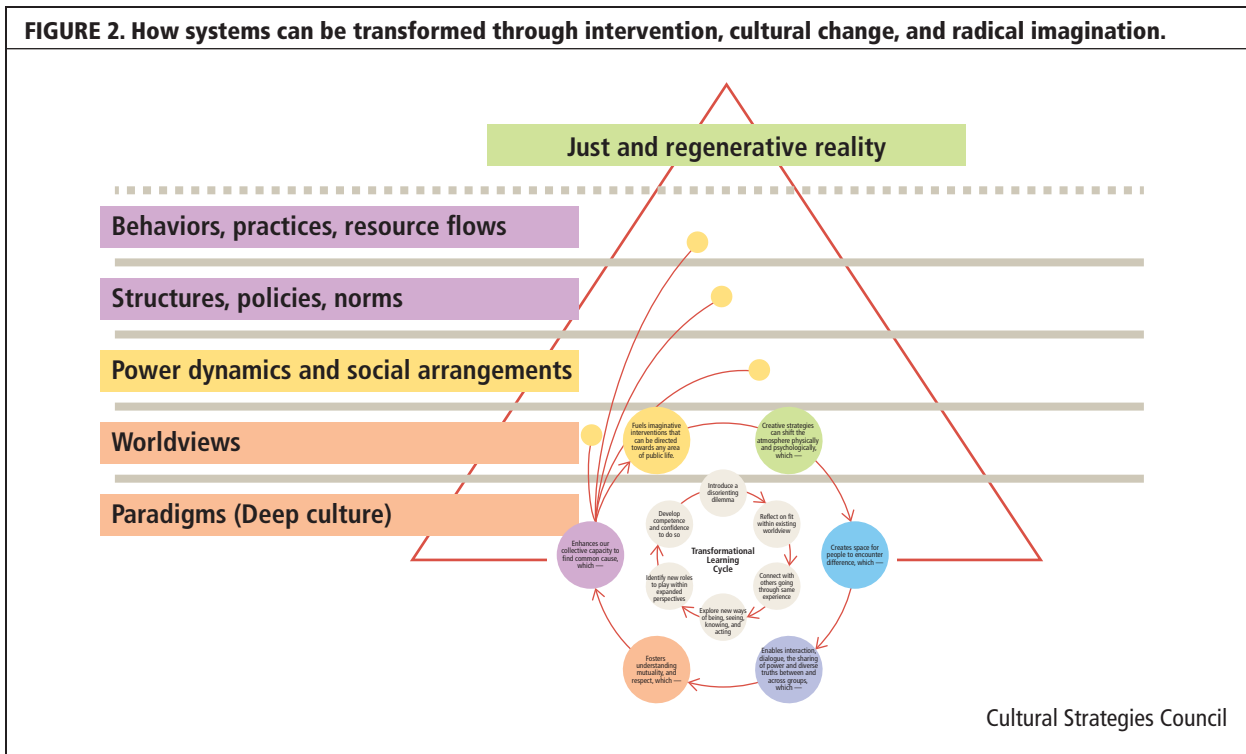 FIGURE 2. How systems can be transformed through intervention, cultural change, and radical imagination.
Just and regenerative reality
Behaviors, practices, resource flows
Structures, policies, norms
Power dynamics and social arrangements
Worldviews
Paradigms (Deep culture)
Fuels imaginative
interventions that
can be directed
towards any area
of public life.
Creative strategies
can shift the
atmosphere physically
and psychologically,
which —
Creates space for
people to encounter
difference, which —
Enables interaction,
dialogue, the sharing
of power and diverse
truths between and
across groups,
which —
Fosters
understanding
mutuality, and
respect, which —
Enhances our
collective capacity to
find common cause,
which —
Transformational
Learning
Cycle
Introduce a
disorienting
dilemma
Reflect on fit
within existing
worldview
Connect with
others going
through same
experience
Explore new ways
of being, seeing,
knowing, and
acting
Identify new roles
to play within
expanded
perspectives
Develop
competence
and confidence
to do so
Cultural Strategies Council